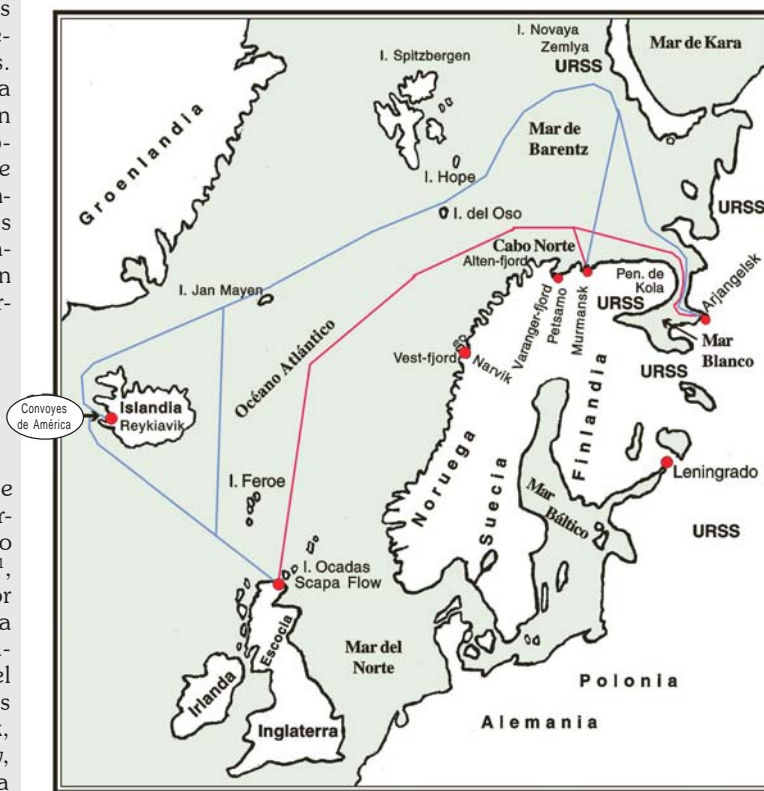 I. Novaya
Zemlya
URSS
Mar de Kara
I. Spitzbergen
Groenlandia
Mar de
Barentz
I. Hope
I. del Oso
URSS
Cabo Norte
Alten-fjord
Pen. de
Kola
URSS
Arjangelsk
I. Jan Mayen
Varanger-fjord
Petsamo
Murmansk
Mar
Blanco
Océano Atlántico
Vest-fjord
Narvik
URSS
Convoyes
de América
Islandia
Reykiavik
Noruega
Suecia
Finlandia
Leningrado
I. Feroe
Mar
Báltico
URSS
I. Ocadas
Scapa Flow
Escocia
Mar del
Norte
Irlanda
Inglaterra
Polonia
Alemania